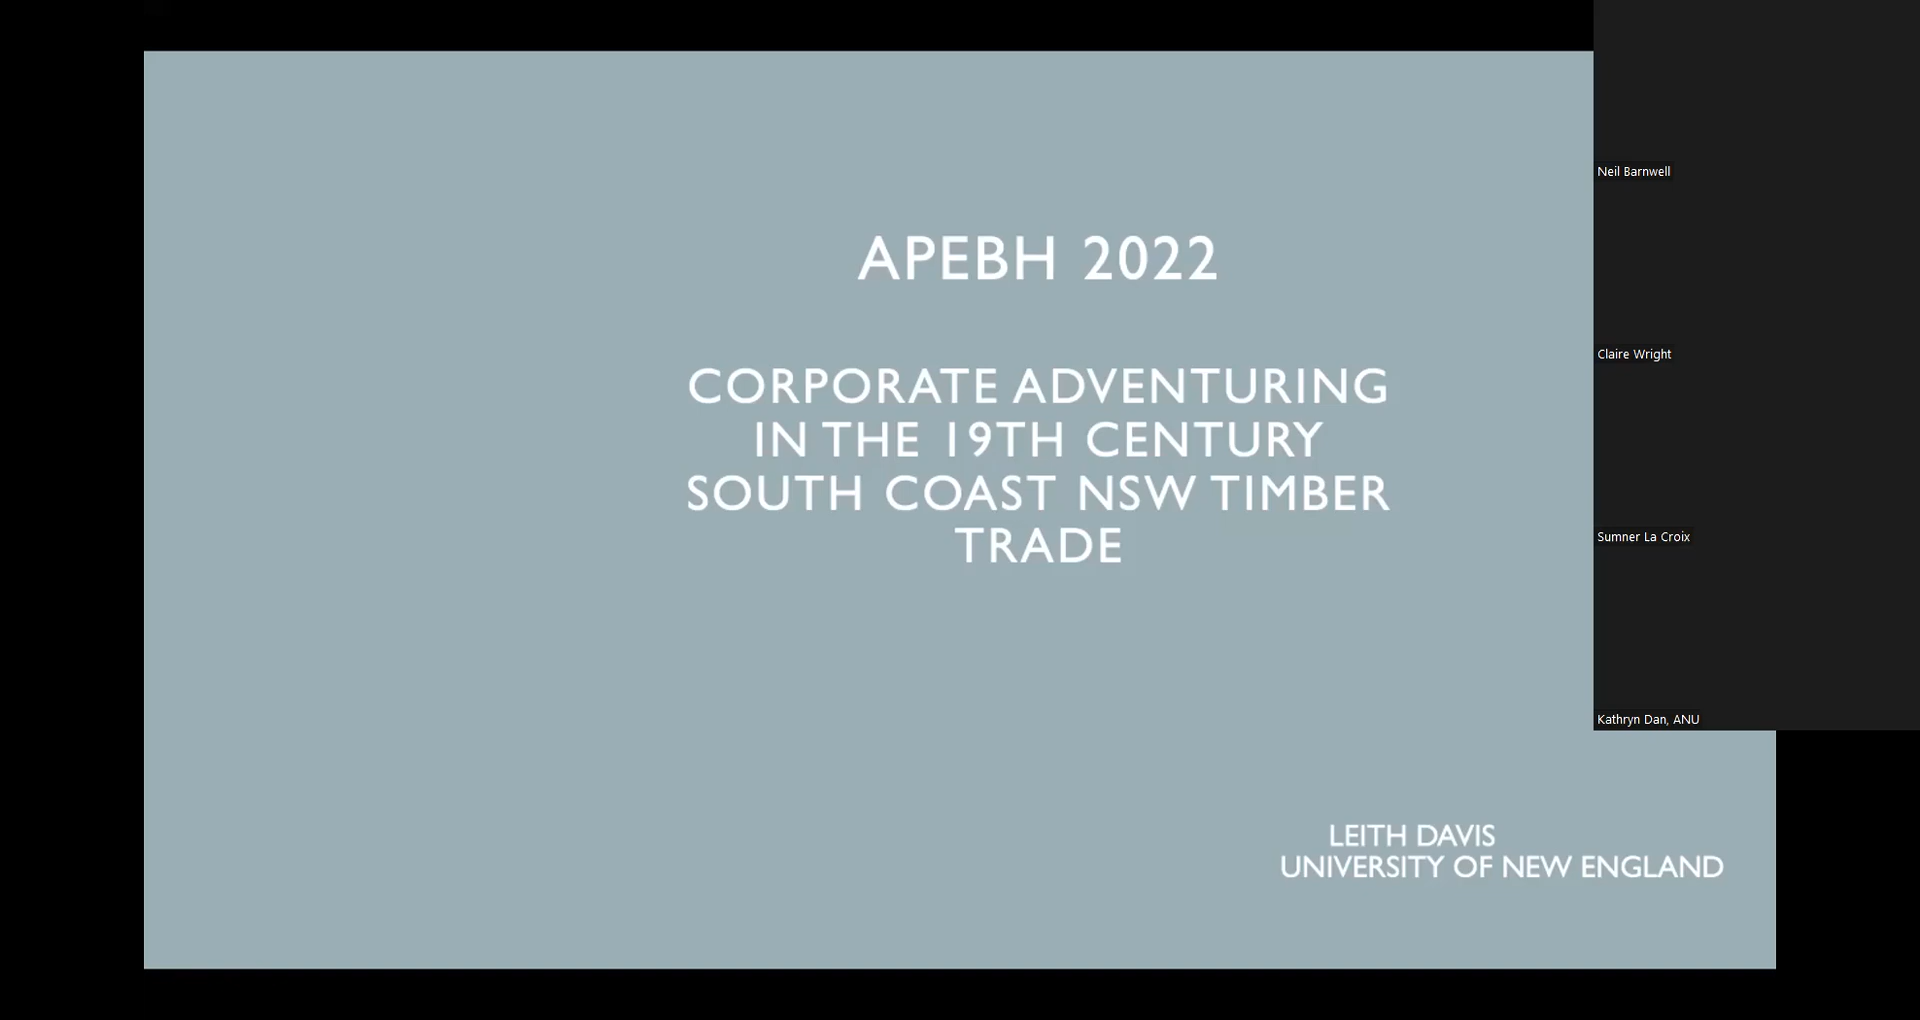 APEBH 2022
CORPORATE ADVENTURING
IN THE 19TH CENTURY
SOUTH COAST NSW TIMBER
TRADE
LEITH DAVIS
UNIVERSITY OF NEW ENGLAND
Neil Barnwell
Claire Wright
Sumner La Croix
Kathryn Dan, ANU